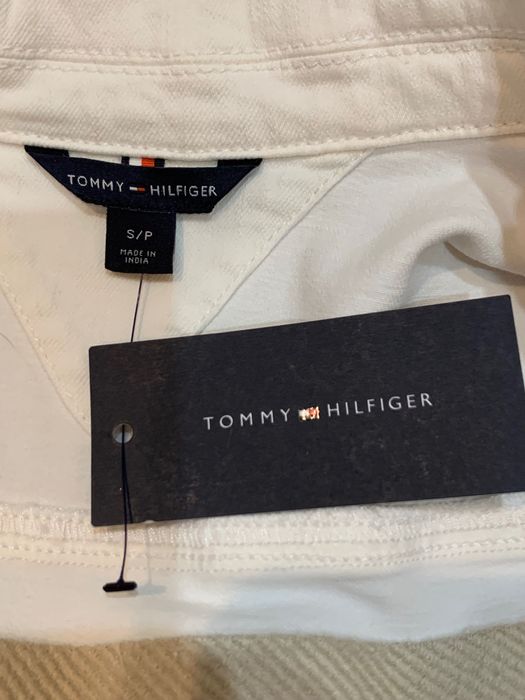 TOMMY HILFIGER
S/P
MADE IN
INDIA
TOMMY HILFIGER